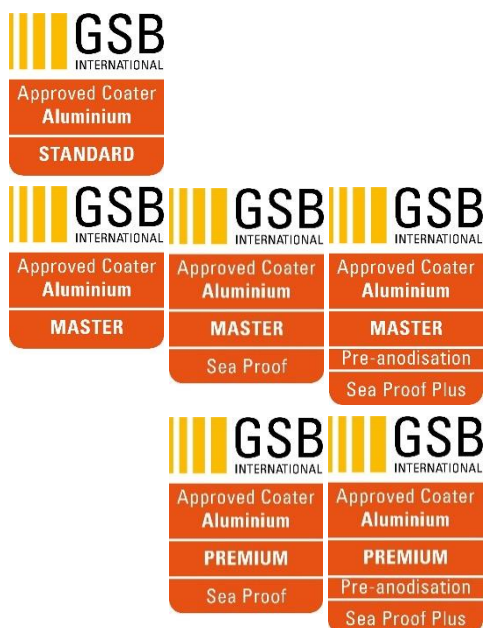 GSB
INTERNATIONAL
Approved Coater
Aluminium
STANDARD
GSB
INTERNATIONAL
Approved Coater
Aluminium
MASTER
GSB
INTERNATIONAL
Approved Coater
Aluminium
MASTER
Sea Proof
GSB
INTERNATIONAL
Approved Coater
Aluminium
MASTER
Pre-anodisation
Sea Proof Plus
GSB
INTERNATIONAL
Approved Coater
Aluminium
PREMIUM
Sea Proof
GSB
INTERNATIONAL
Approved Coater
Aluminium
PREMIUM
Pre-anodisation
Sea Proof Plus